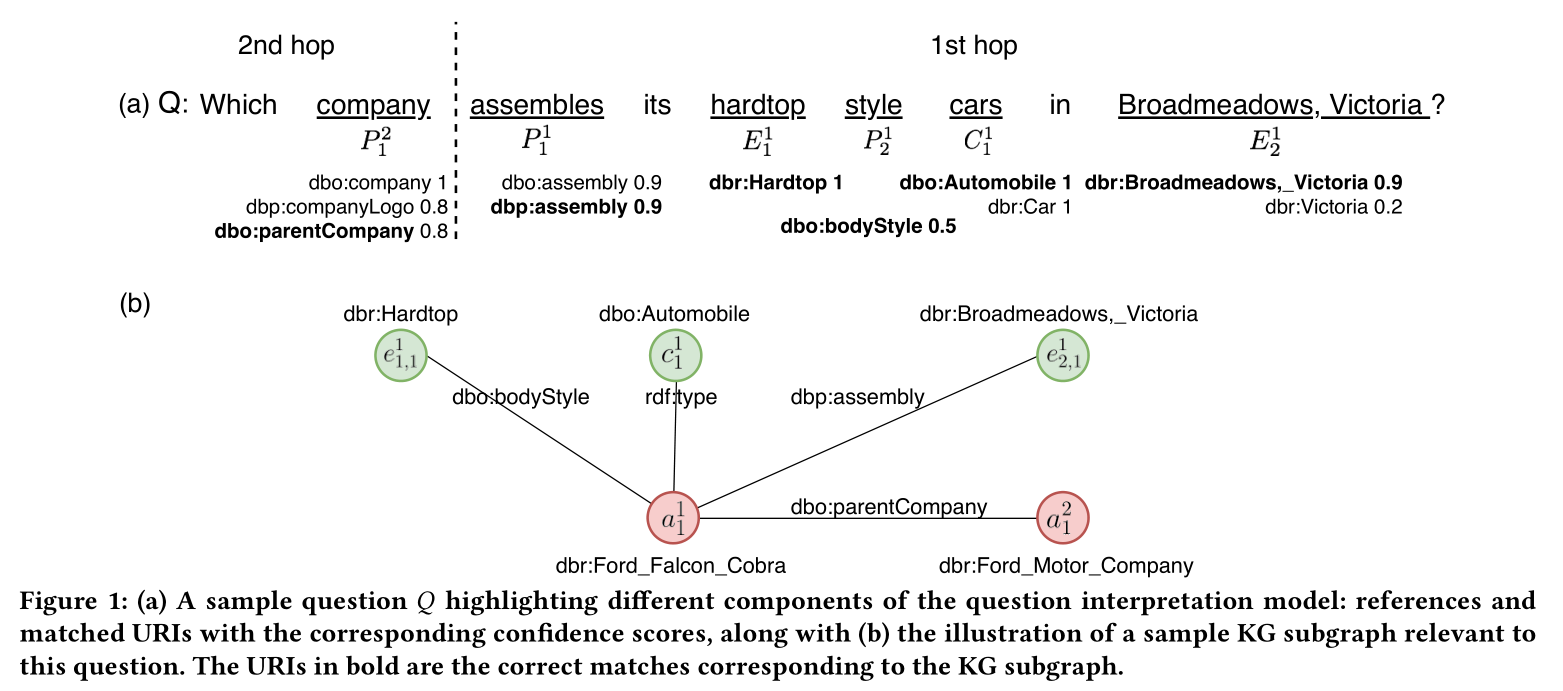 2nd hop 1st hop
(a) Q: Which company assembles its hardtop style cars in Broadmeadows, Victoria ?
P_1^2 P_1^1 E_1^1 P_2^1 C_1^1 E_2^1
dbo:company 1 dbo:assembly 0.9 dbr:Hardtop 1 dbo:Automobile 1 dbr:Broadmeadows,_Victoria 0.9
dbp:companyLogo 0.8 dbp:assembly 0.9 dbr:Car 1 dbr:Victoria 0.2
dbo:parentCompany 0.8 dbo:bodyStyle 0.5
(b)
dbr:Hardtop dbo:Automobile dbr:Broadmeadows,_Victoria
e_{1,1}^1 c_1^1 e_{2,1}^1
dbo:bodyStyle rdf:type dbp:assembly
dbo:parentCompany
a_1^1 a_1^2
dbr:Ford_Falcon_Cobra dbr:Ford_Motor_Company
Figure 1: (a) A sample question Q highlighting different components of the question interpretation model: references and
matched URIs with the corresponding confidence scores, along with (b) the illustration of a sample KG subgraph relevant to
this question. The URIs in bold are the correct matches corresponding to the KG subgraph.